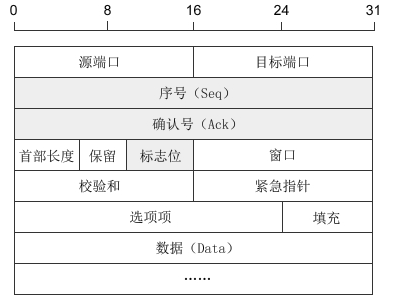 0 8 16 24 31
源端口 目标端口
序号（Seq）
确认号（Ack）
首部长度 保留 标志位 窗口
校验和 紧急指针
选项项 填充
数据（Data）
……